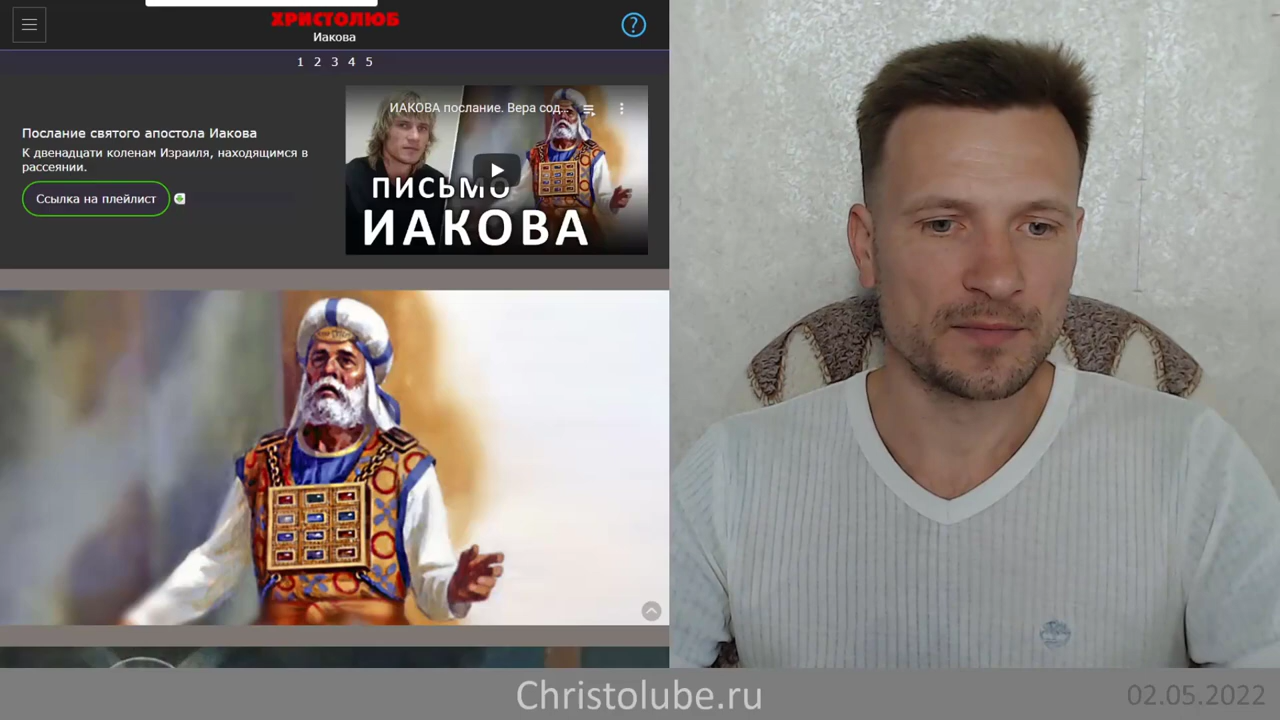 ХРИСТОЛЮБ
Иакова
?
1 2 3 4 5
Послание святого апостола Иакова
К двенадцати коленам Израиля, находящимся в
рассеянии.
Ссылка на плейлист
ИАКОВА послание. Вера сод...
ПИСЬМО
ИАКОВА
Christolube.ru
02.05.2022